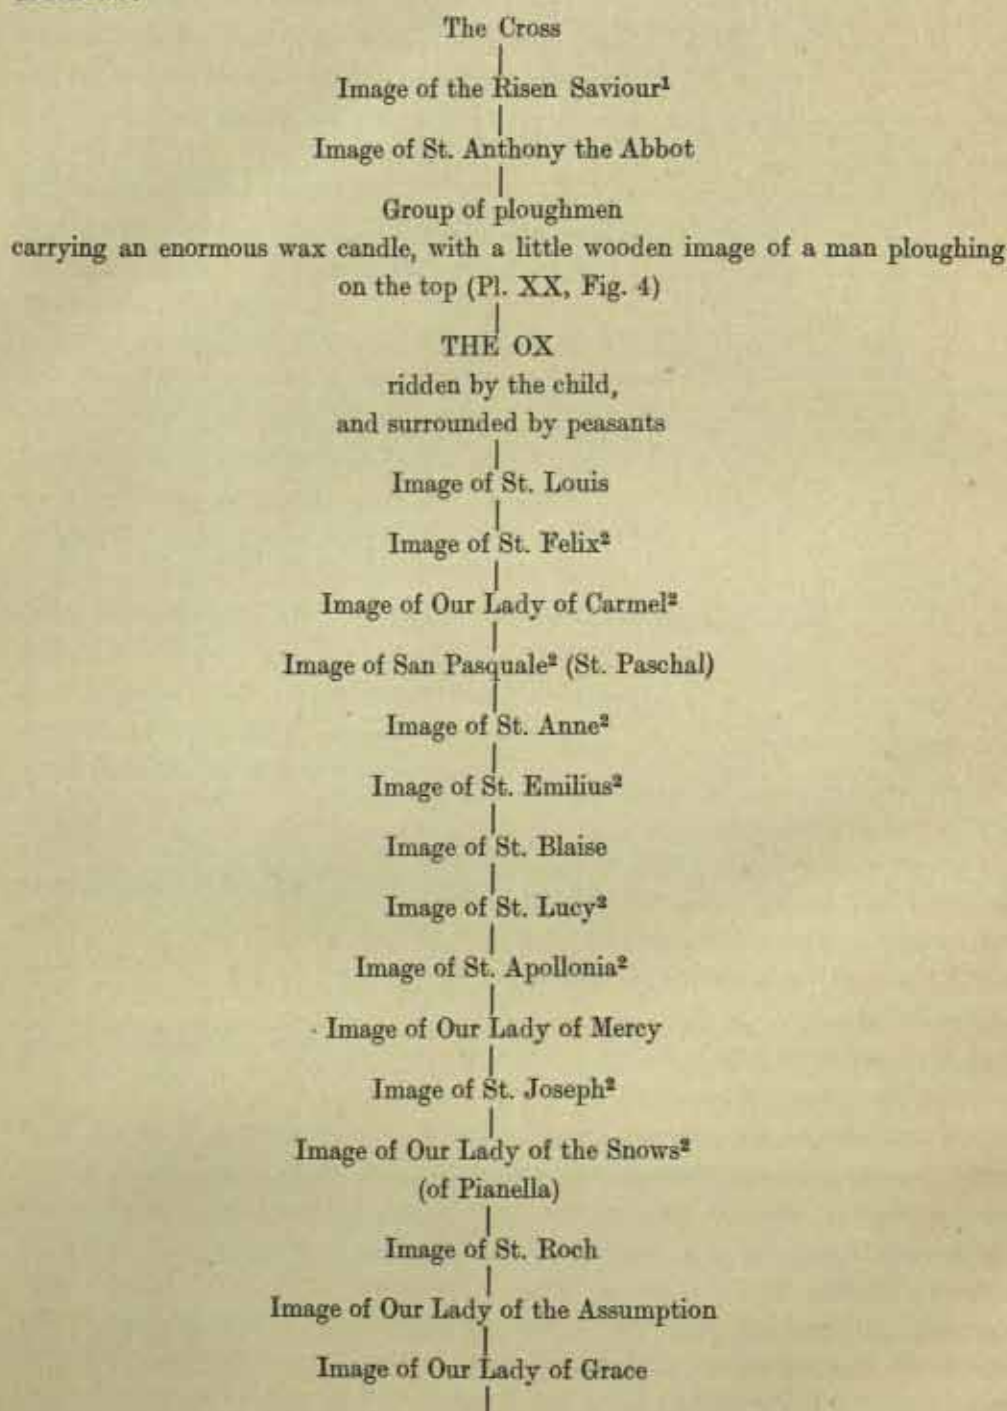 The Cross
Image of the Risen Saviour¹
Image of St. Anthony the Abbot
Group of ploughmen
carrying an enormous wax candle, with a little wooden image of a man ploughing
on the top (Pl. XX, Fig. 4)
THE OX
ridden by the child,
and surrounded by peasants
Image of St. Louis
Image of St. Felix²
Image of Our Lady of Carmel²
Image of San Pasquale² (St. Paschal)
Image of St. Anne²
Image of St. Emilius²
Image of St. Blaise
Image of St. Lucy²
Image of St. Apollonia²
Image of Our Lady of Mercy
Image of St. Joseph²
Image of Our Lady of the Snows²
(of Pianella)
Image of St. Roch
Image of Our Lady of the Assumption
Image of Our Lady of Grace